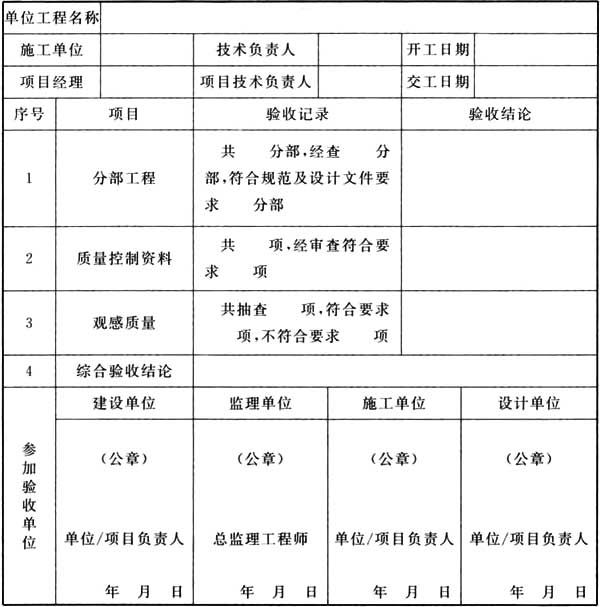 单位工程名称
施工单位 技术负责人 开工日期
项目经理 项目技术负责人 交工日期
序号 项目 验收记录 验收结论
1 分部工程
共 分部,经查 分
部,符合规范及设计文件要
求 分部
2 质量控制资料
共 项,经审查符合要
求 项
3 观感质量
共抽查 项,符合要求
项,不符合要求 项
4 综合验收结论
参加验收单位
建设单位 监理单位 施工单位 设计单位
(公章) (公章) (公章) (公章)
单位/项目负责人 总监理工程师 单位/项目负责人 单位/项目负责人
年 月 日 年 月 日 年 月 日 年 月 日